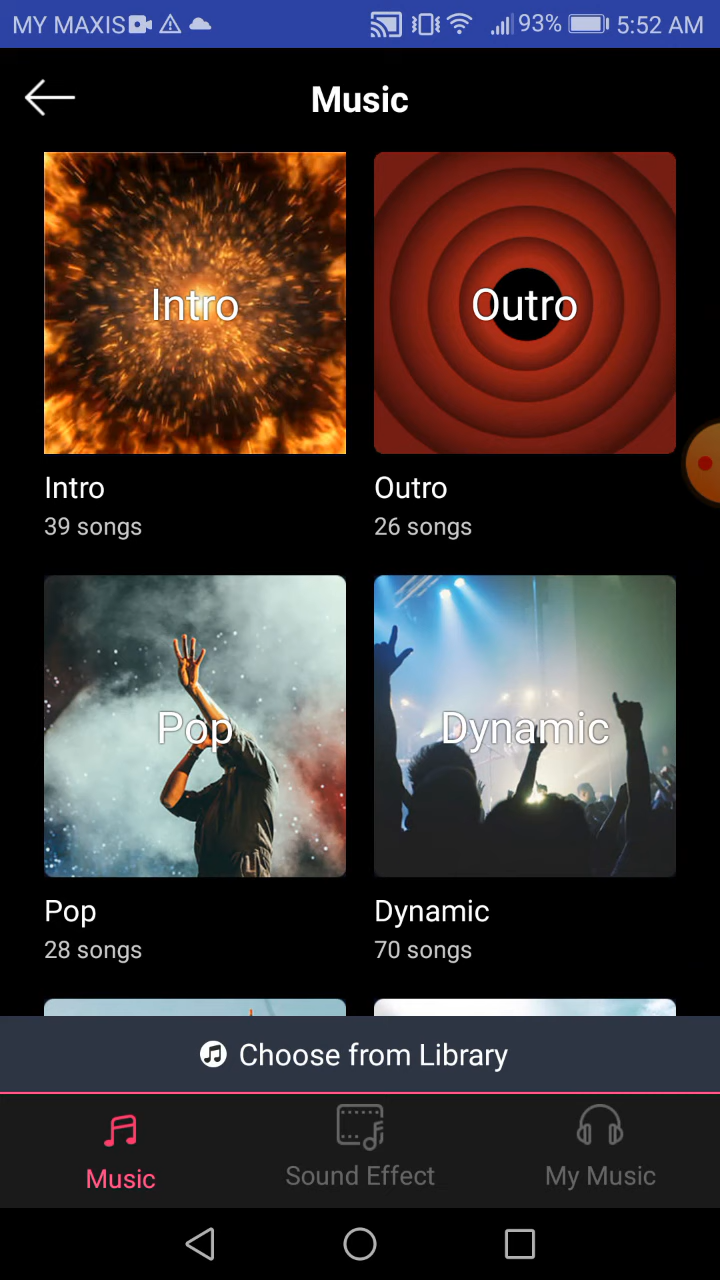 MY MAXIS 93% 5:52 AM
Music
Intro
Outro
Intro
39 songs
Outro
26 songs
Pop
Dynamic
Pop
28 songs
Dynamic
70 songs
Choose from Library
Music
Sound Effect
My Music